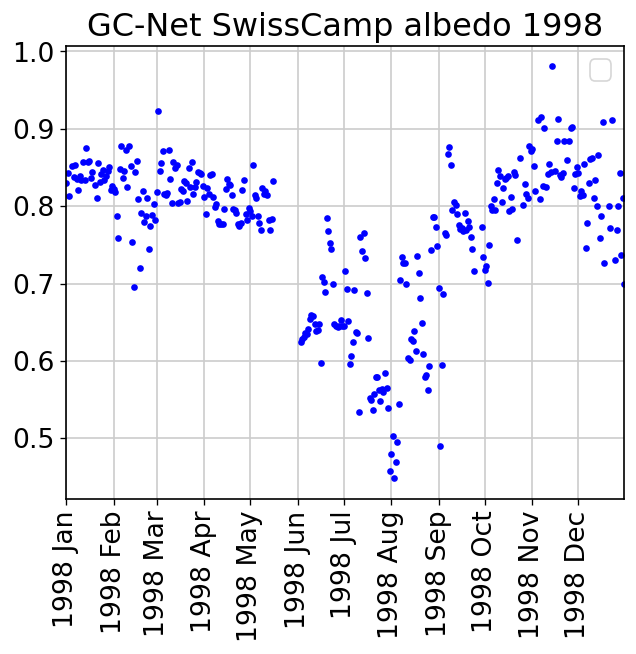 GC-Net SwissCamp albedo 1998
1.0
0.9
0.8
0.7
0.6
0.5
1998 Jan
1998 Feb
1998 Mar
1998 Apr
1998 May
1998 Jun
1998 Jul
1998 Aug
1998 Sep
1998 Oct
1998 Nov
1998 Dec